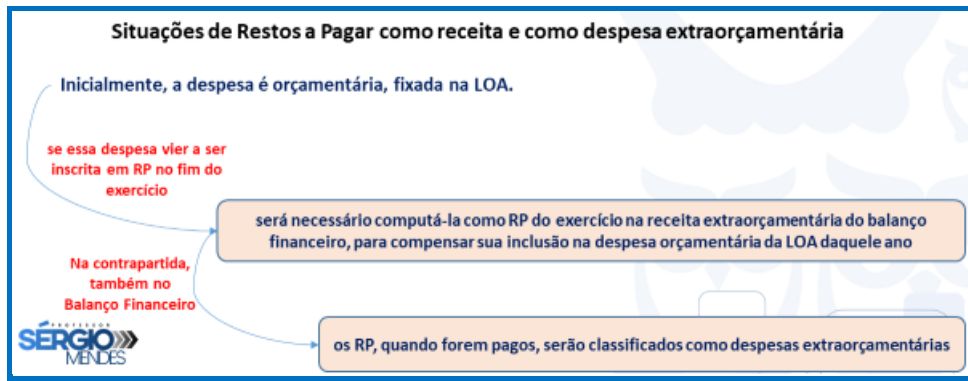 Situações de Restos a Pagar como receita e como despesa extraorçamentária
Inicialmente, a despesa é orçamentária, fixada na LOA.
se essa despesa vier a ser
inscrita em RP no fim do
exercício
será necessário computá-la como RP do exercício na receita extraorçamentária do balanço
financeiro, para compensar sua inclusão na despesa orçamentária da LOA daquele ano
Na contrapartida,
também no
Balanço Financeiro
os RP, quando forem pagos, serão classificados como despesas extraorçamentárias
PROFESSOR
SÉRGIO
MENDES